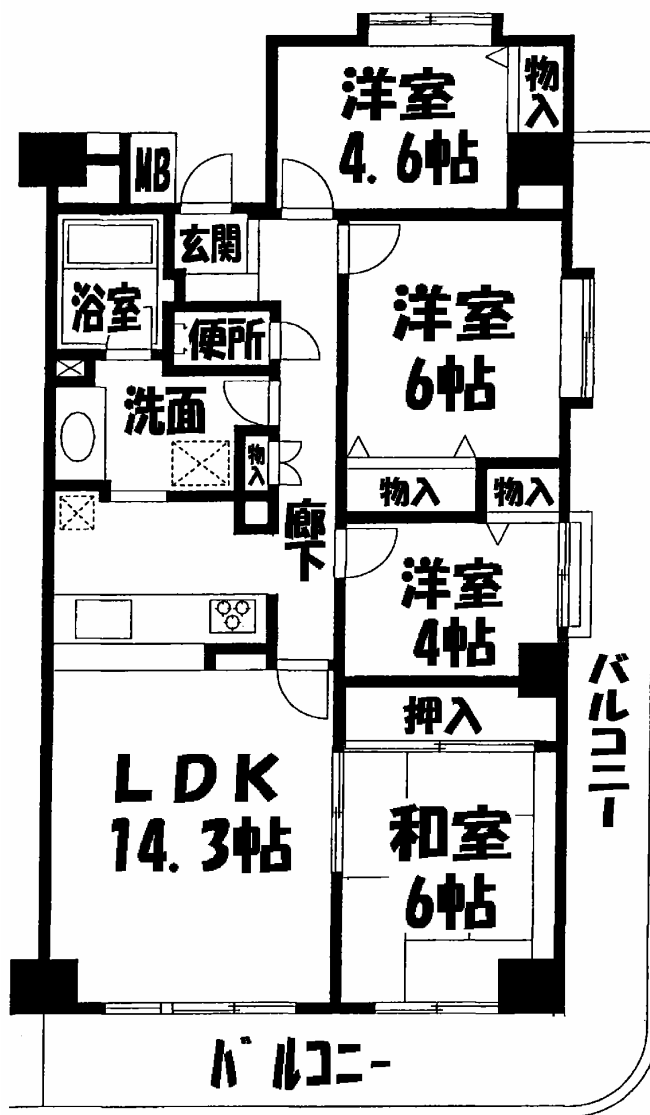 洋室
4.6帖
物入
MB
玄関
浴室
便所
洋室
6帖
洗面
物入
物入
物入
廊下
洋室
4帖
押入
バルコニー
LDK
14.3帖
和室
6帖
バルコニー